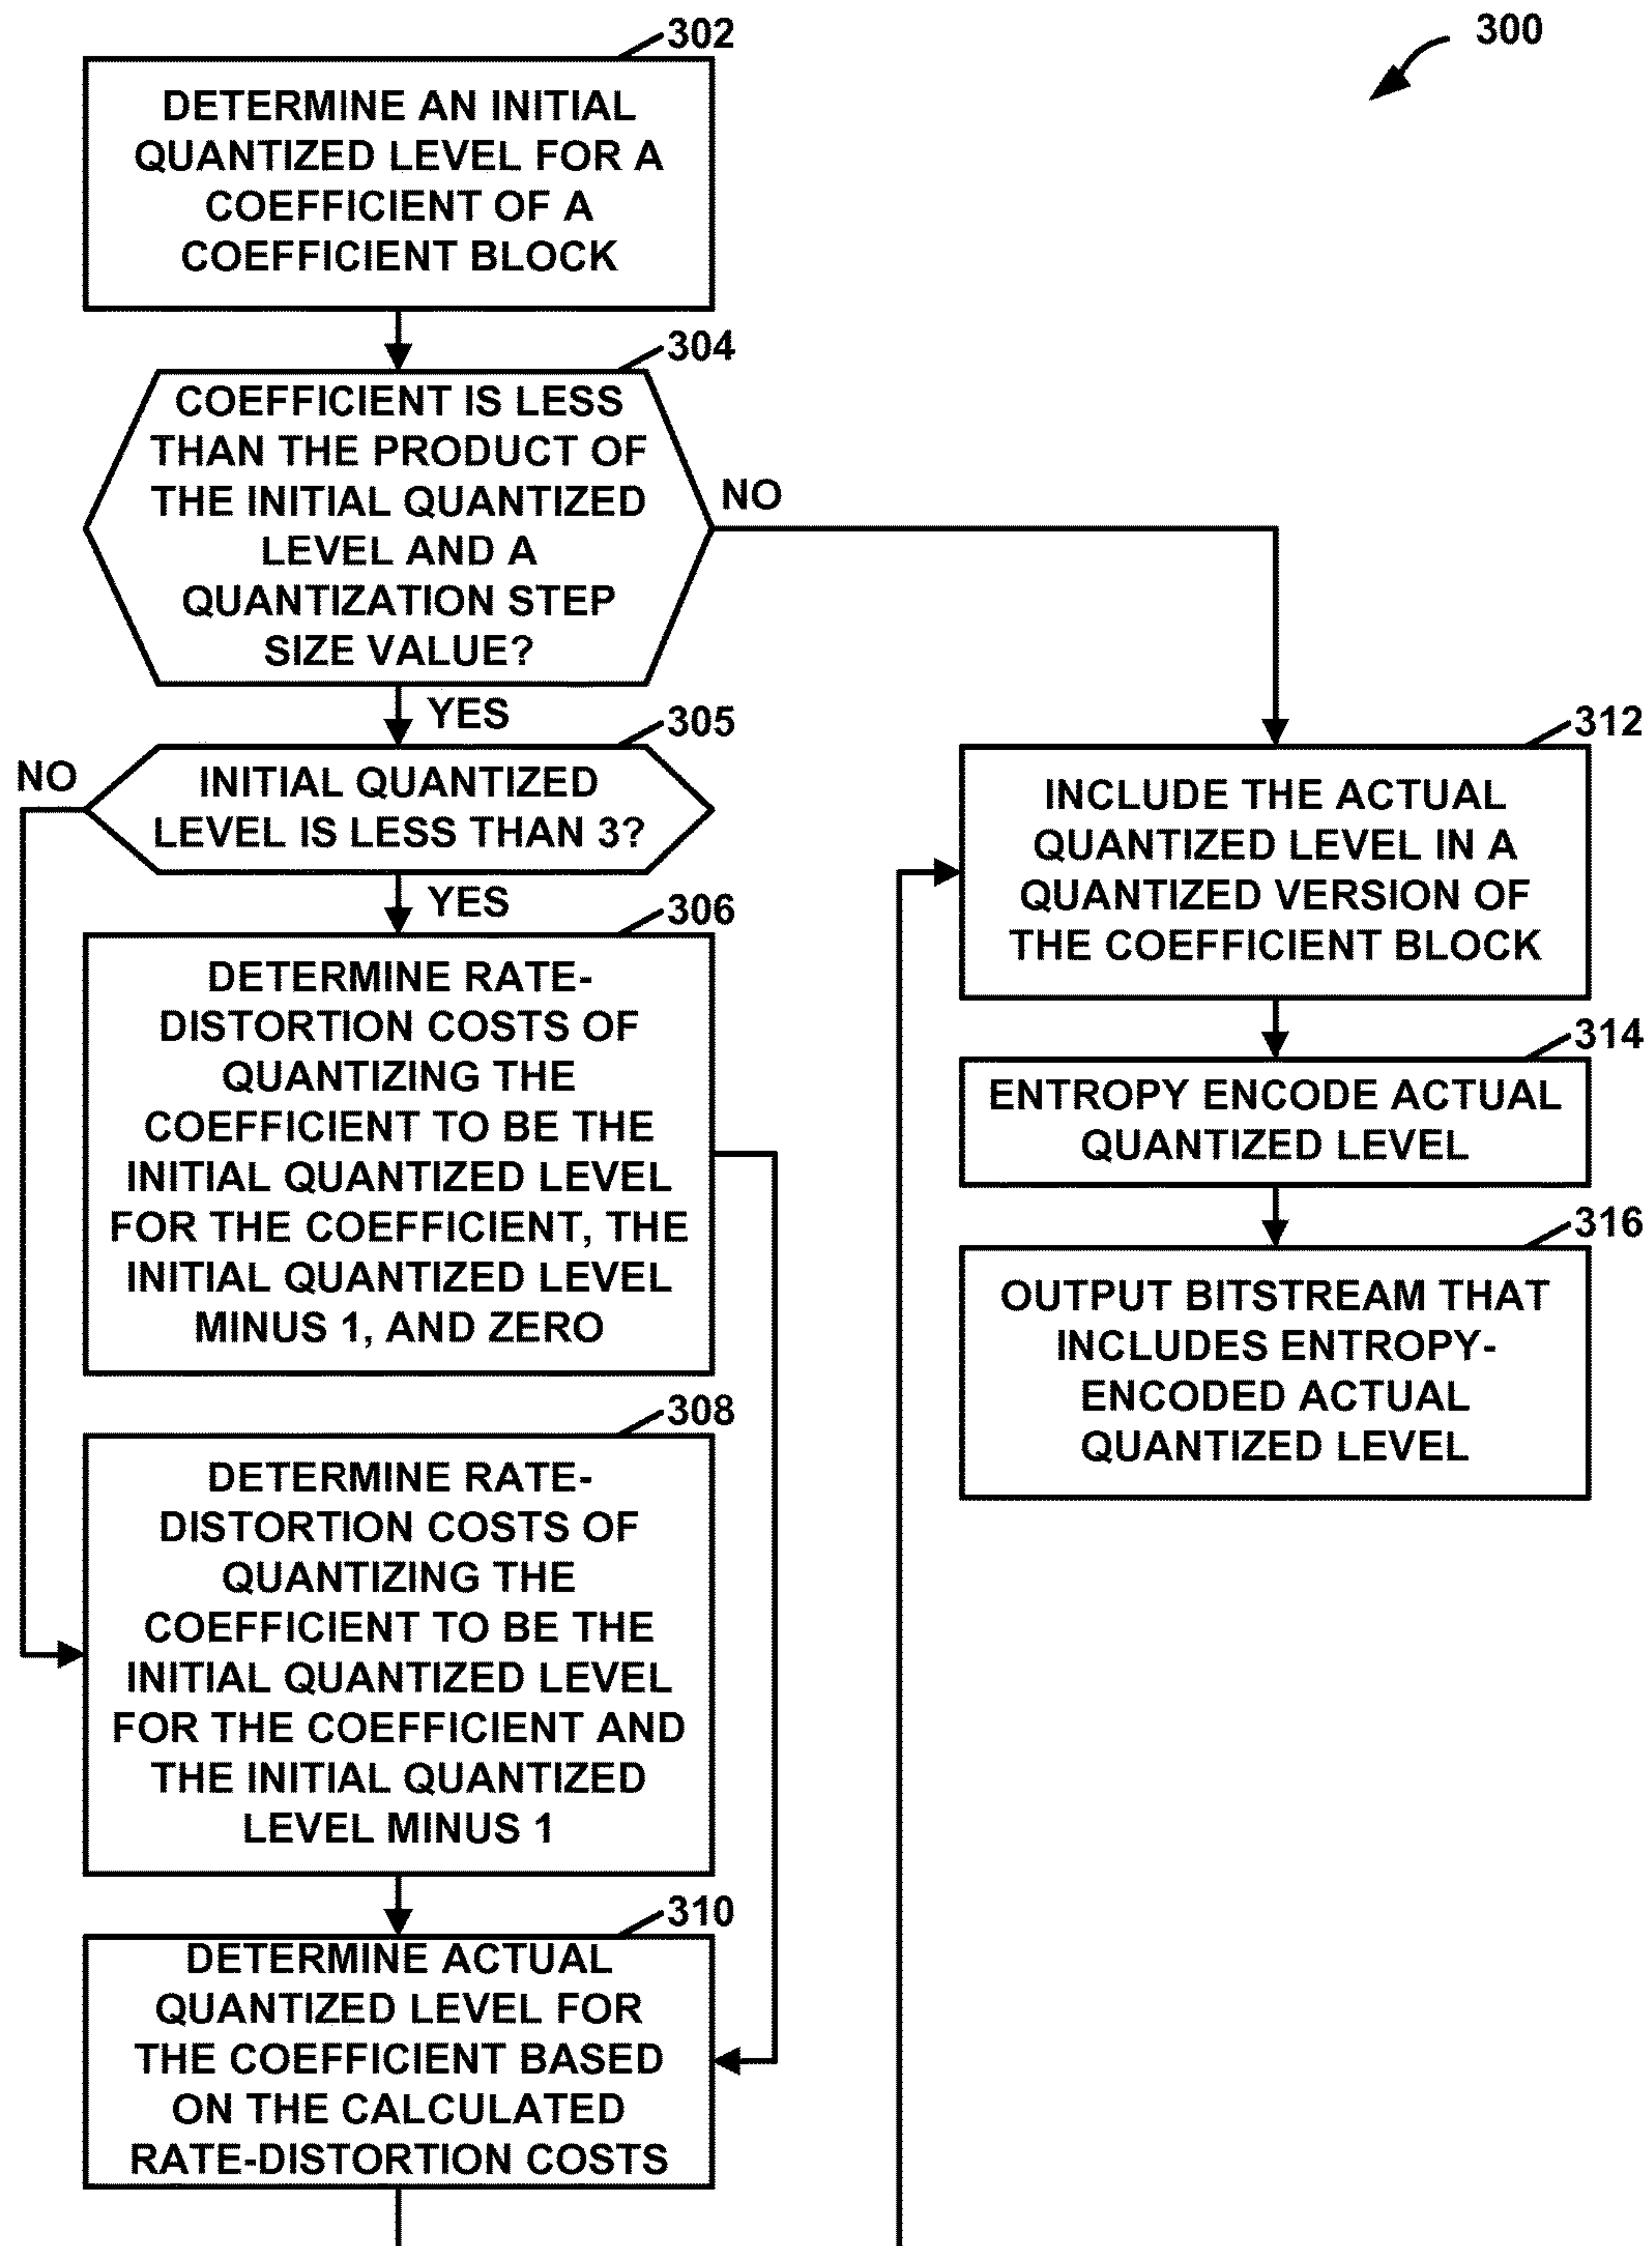 300
302
DETERMINE AN INITIAL
QUANTIZED LEVEL FOR A
COEFFICIENT OF A
COEFFICIENT BLOCK
304
COEFFICIENT IS LESS
THAN THE PRODUCT OF
THE INITIAL QUANTIZED
LEVEL AND A
QUANTIZATION STEP
SIZE VALUE?
NO
YES
305
INITIAL QUANTIZED
LEVEL IS LESS THAN 3?
NO
YES
306
DETERMINE RATE-
DISTORTION COSTS OF
QUANTIZING THE
COEFFICIENT TO BE THE
INITIAL QUANTIZED LEVEL
FOR THE COEFFICIENT, THE
INITIAL QUANTIZED LEVEL
MINUS 1, AND ZERO
308
DETERMINE RATE-
DISTORTION COSTS OF
QUANTIZING THE
COEFFICIENT TO BE THE
INITIAL QUANTIZED LEVEL
FOR THE COEFFICIENT AND
THE INITIAL QUANTIZED
LEVEL MINUS 1
310
DETERMINE ACTUAL
QUANTIZED LEVEL FOR
THE COEFFICIENT BASED
ON THE CALCULATED
RATE-DISTORTION COSTS
312
INCLUDE THE ACTUAL
QUANTIZED LEVEL IN A
QUANTIZED VERSION OF
THE COEFFICIENT BLOCK
314
ENTROPY ENCODE ACTUAL
QUANTIZED LEVEL
316
OUTPUT BITSTREAM THAT
INCLUDES ENTROPY-
ENCODED ACTUAL
QUANTIZED LEVEL